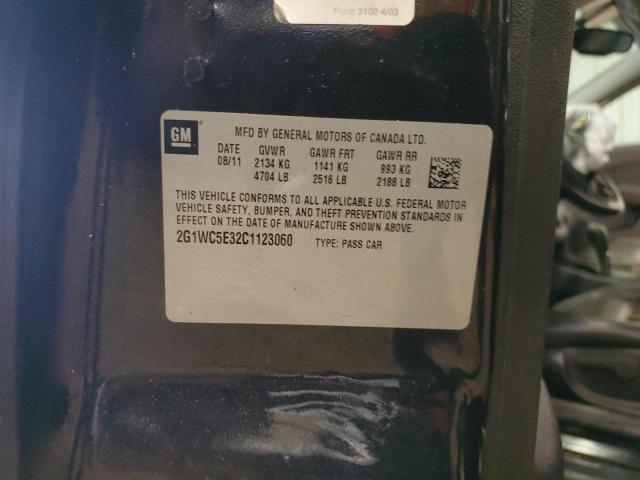 Form 3102 4/09
GM
MFD BY GENERAL MOTORS OF CANADA LTD.
DATE GVWR GAWR FRT GAWR RR
08/11 2134 KG 1141 KG 993 KG
4704 LB 2516 LB 2188 LB
THIS VEHICLE CONFORMS TO ALL APPLICABLE U.S. FEDERAL MOTOR
VEHICLE SAFETY, BUMPER, AND THEFT PREVENTION STANDARDS IN
EFFECT ON THE DATE OF MANUFACTURE SHOWN ABOVE.
2G1WC5E32C1123060 TYPE: PASS CAR